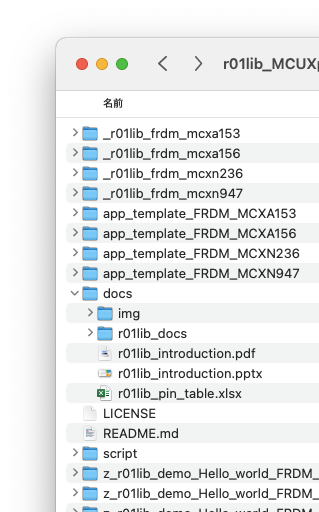 r01lib_MCUXp
名前
_r01lib_frdm_mcxa153
_r01lib_frdm_mcxa156
_r01lib_frdm_mcxn236
_r01lib_frdm_mcxn947
app_template_FRDM_MCXA153
app_template_FRDM_MCXA156
app_template_FRDM_MCXN236
app_template_FRDM_MCXN947
docs
img
r01lib_docs
r01lib_introduction.pdf
r01lib_introduction.pptx
r01lib_pin_table.xlsx
LICENSE
README.md
script
z_r01lib_demo_Hello_world_FRDM_
z_r01lib_demo_Hello_world_FRDM_